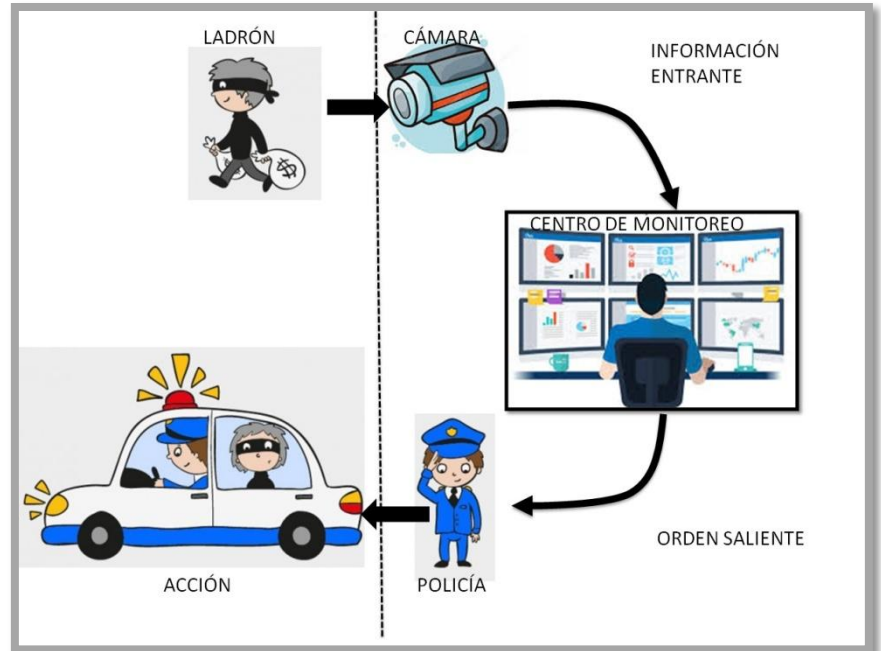 LADRÓN
CÁMARA
INFORMACIÓN
ENTRANTE
CENTRO DE MONITOREO
$
ORDEN SALIENTE
ACCIÓN
POLICÍA